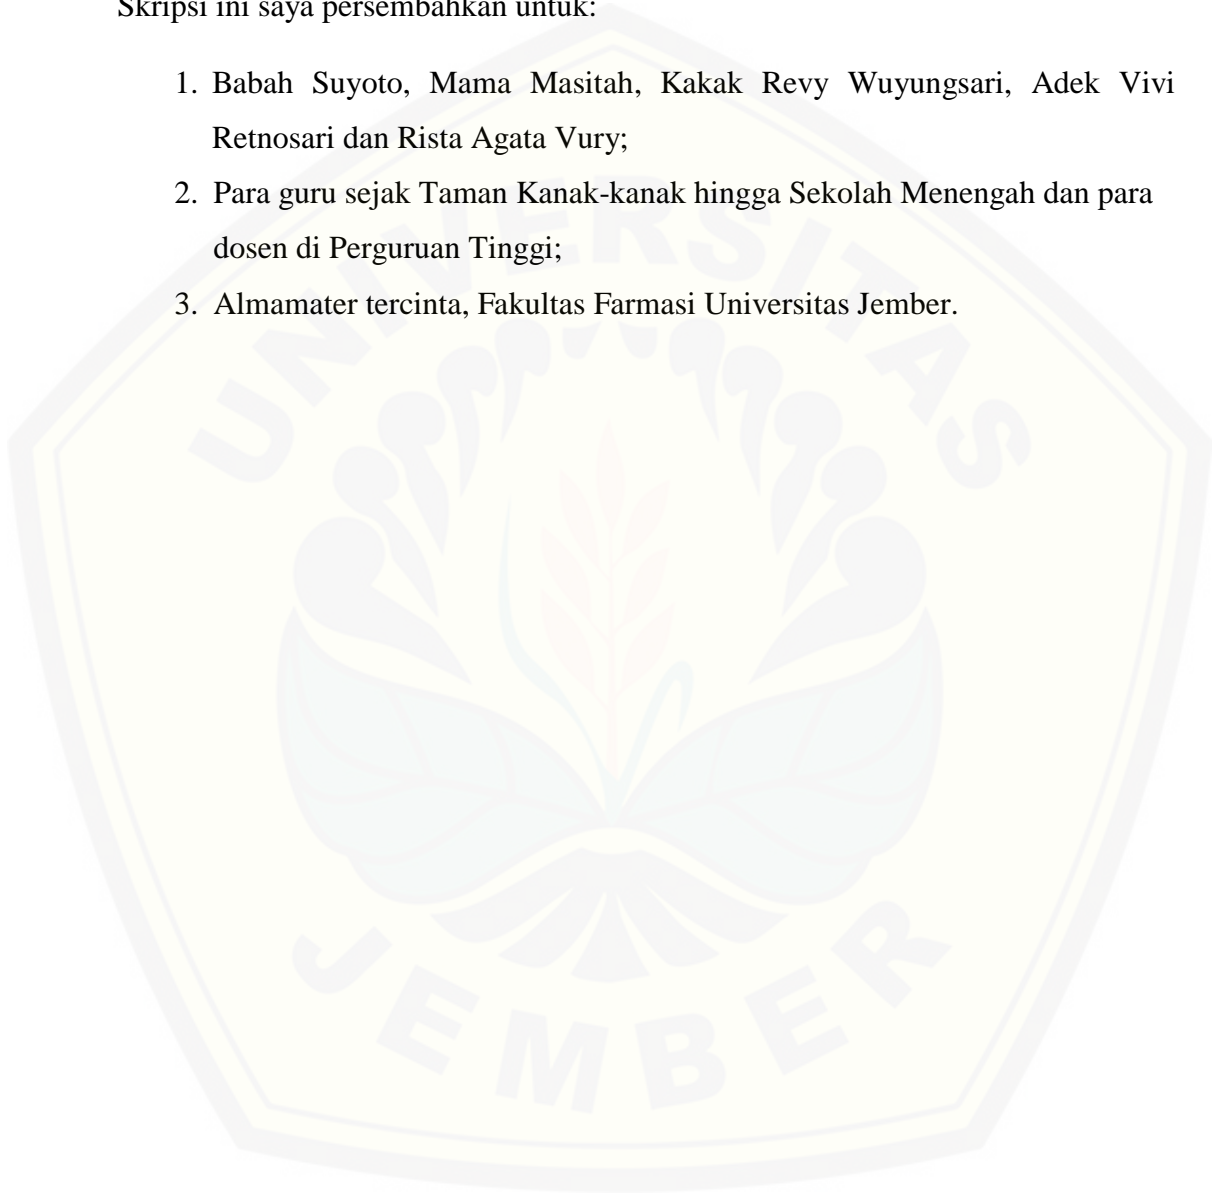 Skripsi ini saya persembahkan untuk:
1. Babah Suyoto, Mama Masitah, Kakak Revy Wuyungsari, Adek Vivi
Retnosari dan Rista Agata Vury;
2. Para guru sejak Taman Kanak-kanak hingga Sekolah Menengah dan para
dosen di Perguruan Tinggi;
3. Almamater tercinta, Fakultas Farmasi Universitas Jember.
UNIVERSITAS
JEMBER